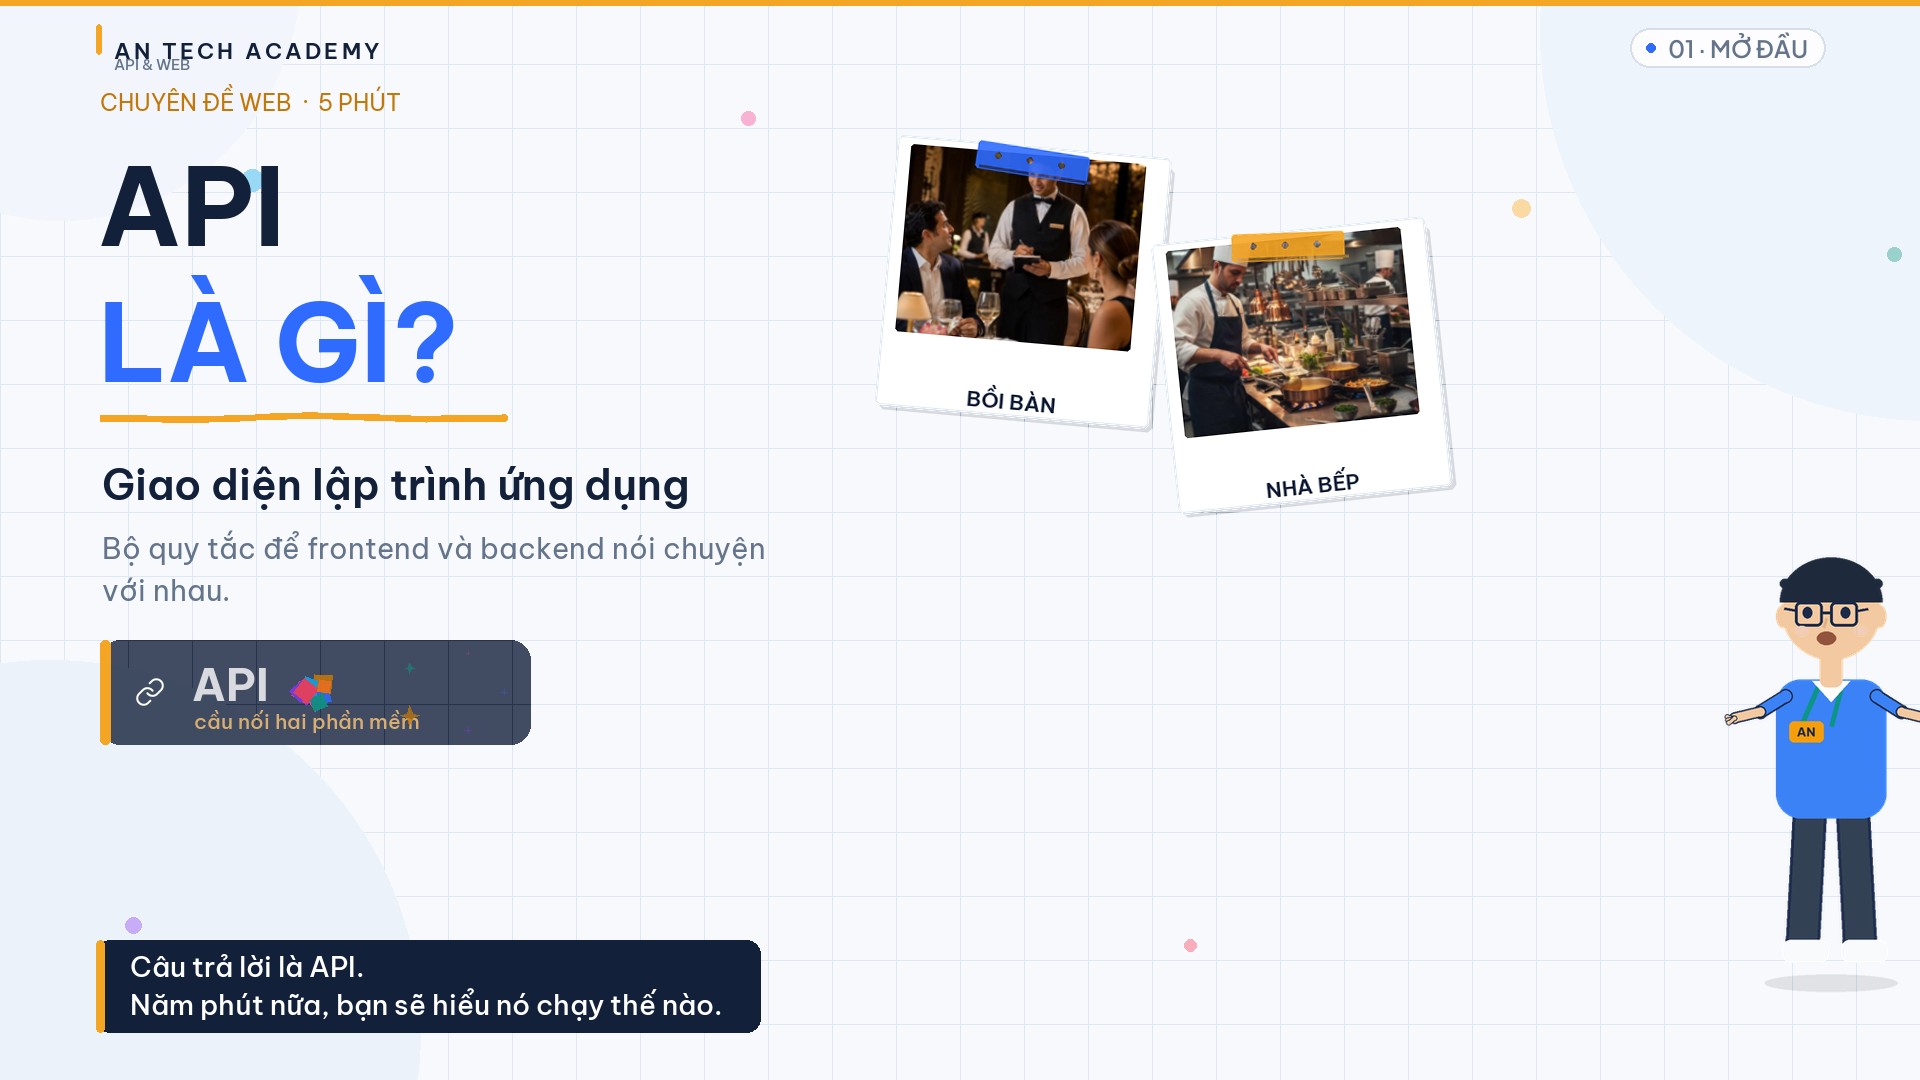 AN TECH ACADEMY
API & WEB
01 · MỞ ĐẦU
CHUYÊN ĐỀ WEB · 5 PHÚT
API
LÀ GÌ?
BỒI BÀN
NHÀ BẾP
Giao diện lập trình ứng dụng
Bộ quy tắc để frontend và backend nói chuyện
với nhau.
API
cầu nối hai phần mềm
AN
Câu trả lời là API.
Năm phút nữa, bạn sẽ hiểu nó chạy thế nào.